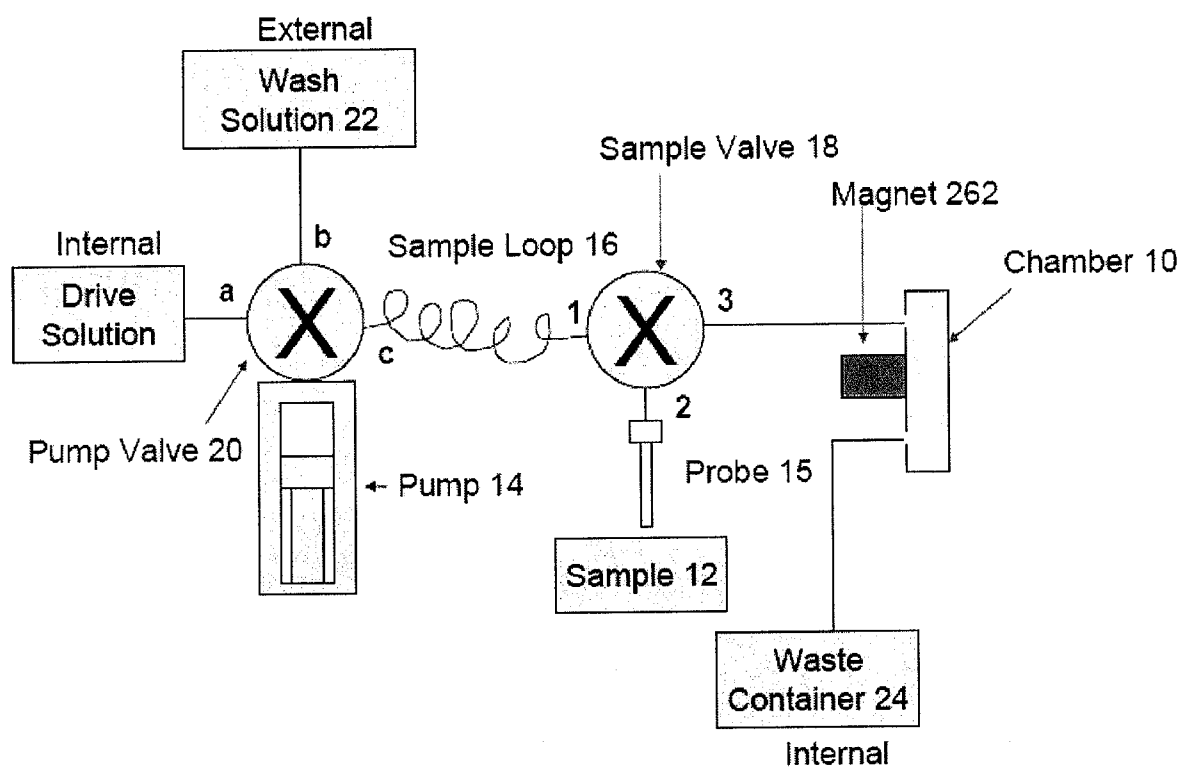 External
Wash
Solution 22
Sample Valve 18
Magnet 262
Internal
b
Sample Loop 16
Chamber 10
Drive
Solution
a
X
c
1
X
3
2
Pump Valve 20
Pump 14
Probe 15
Sample 12
Waste
Container 24
Internal